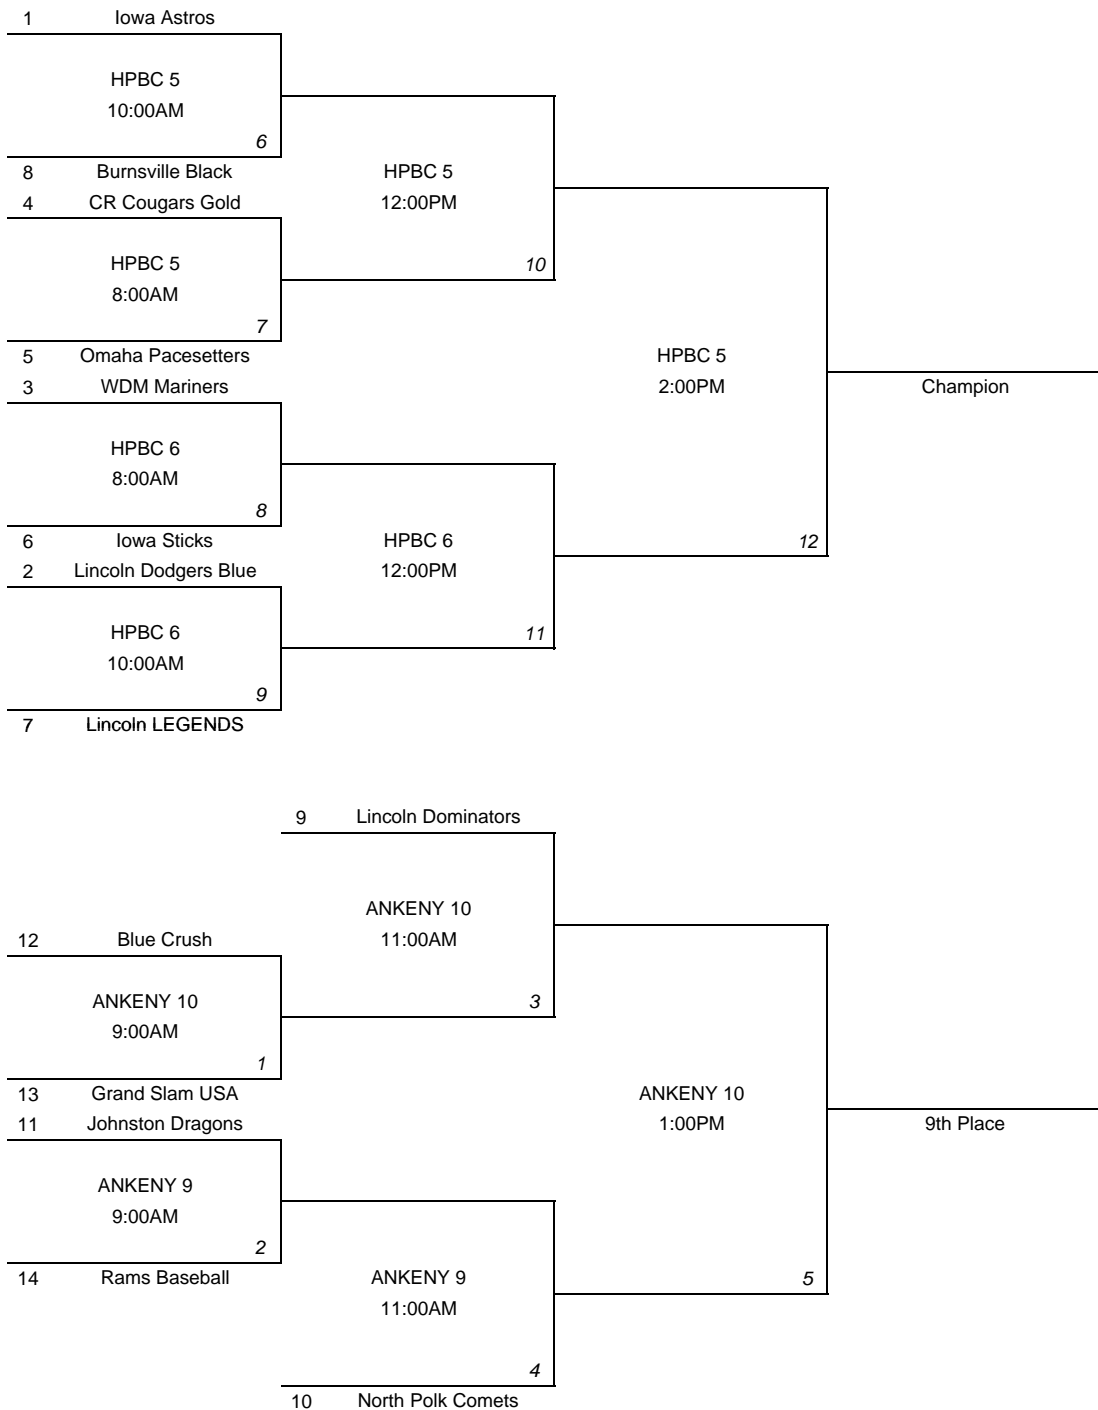 1 Iowa Astros
HPBC 5
10:00AM
6
8 Burnsville Black
HPBC 5
4 CR Cougars Gold
12:00PM
HPBC 5
10
8:00AM
7
5 Omaha Pacesetters
HPBC 5
3 WDM Mariners
2:00PM
Champion
HPBC 6
8:00AM
8
6 Iowa Sticks
HPBC 6
12
2 Lincoln Dodgers Blue
12:00PM
HPBC 6
11
10:00AM
9
7 Lincoln LEGENDS
9 Lincoln Dominators
ANKENY 10
12 Blue Crush
11:00AM
ANKENY 10
3
9:00AM
1
13 Grand Slam USA
ANKENY 10
11 Johnston Dragons
1:00PM
9th Place
ANKENY 9
9:00AM
2
14 Rams Baseball
ANKENY 9
5
11:00AM
4
10 North Polk Comets